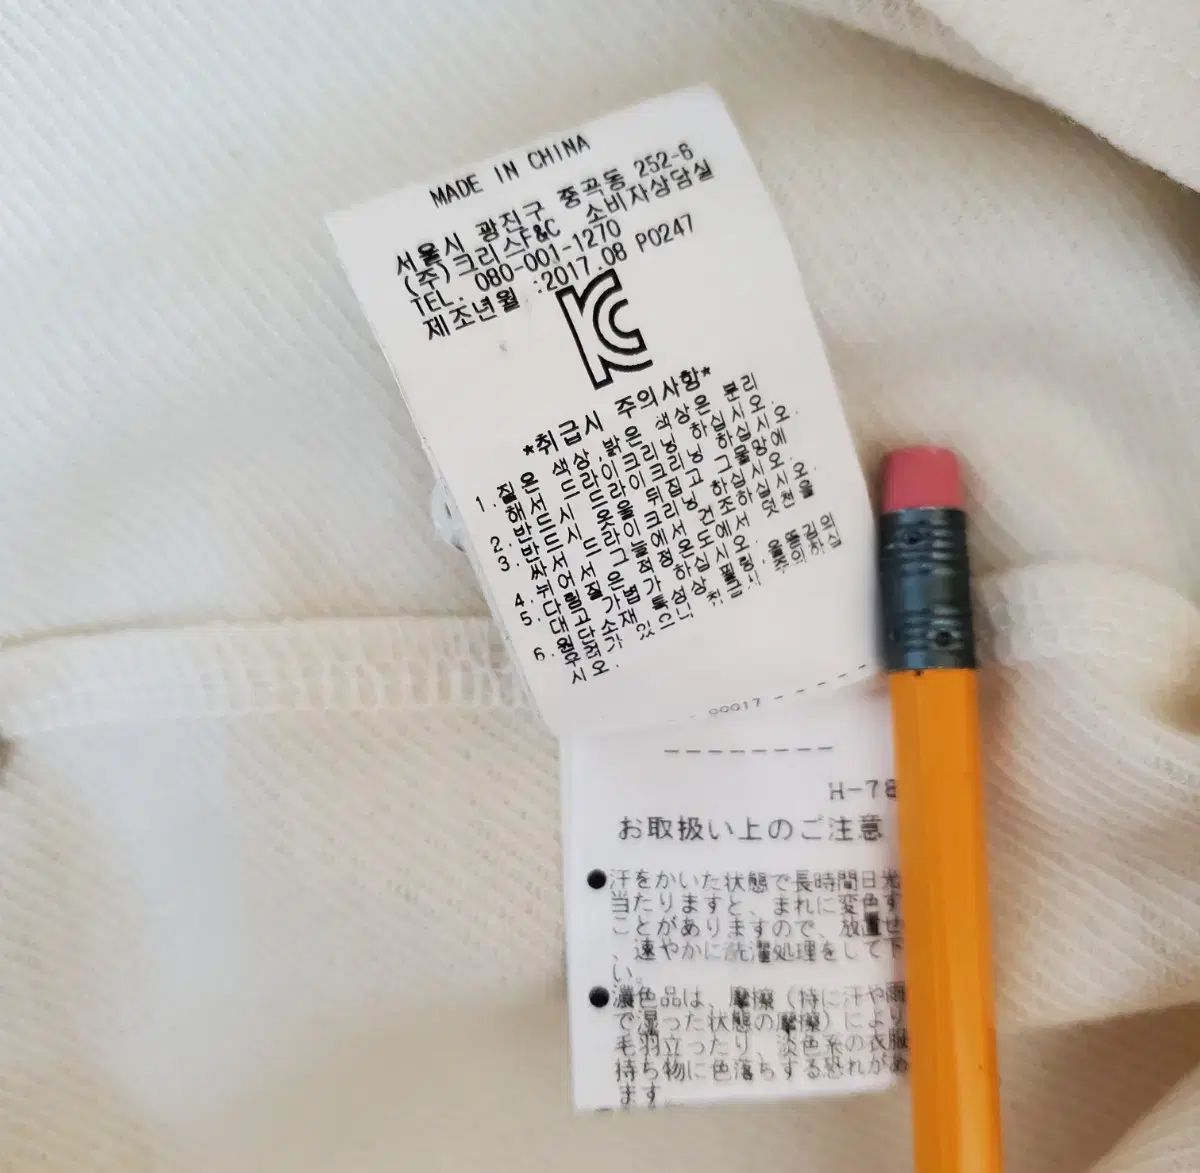 MADE IN CHINA
서울시 광진구 중곡동 252-6
(주)크리스F&C 소비자상담실
TEL. 080-001-1270
제조년월 :2017.08 P0247
*취급시 주의사항*
1.짙은 색상,밝은 색상은 분리
해서 드라이크리닝 하십시오.
2.반드시 드라이크리닝 하십시오.
3.반드시 옷을 뒤집고 그물망에
싸서 드라이크리닝 하십시오.
4.뉘어서 그늘에서 건조하십시오.
5.다림질은 적정온도에서 덧천을
대고 가법게 하십시오.
6.원단 소재 특성상 필링, 올뜯김의
가 있으니 취급시 주의하십
시오.
00017
H-78
お取扱い上のご注意
●汗をかいた状態で長時間日光
当たりますと、まれに変色す
ことがありますので、放置せ
、速やかに洗濯処理をして下
い。
●濃色品は、摩擦（特に汗や雨
で湿った状態の摩擦）により
毛羽立ったり、淡色系の衣服
持ち物に色落ちする恐れがあ
ます。